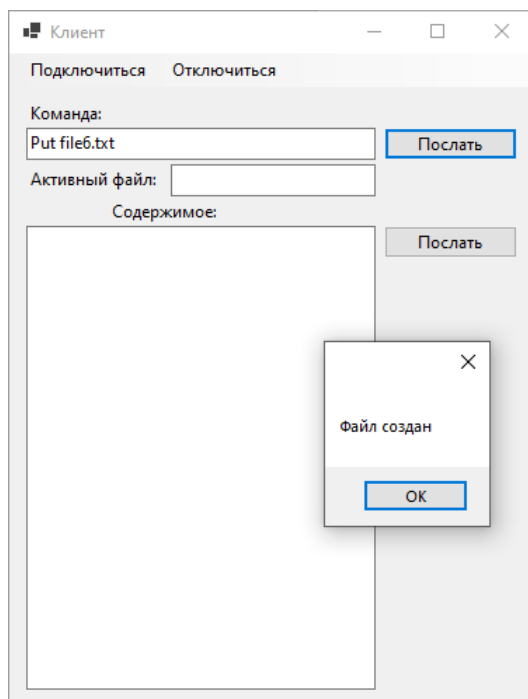 Клиент
Подключиться Отключиться
Команда:
Put file6.txt Послать
Активный файл:
Содержимое:
Послать
Файл создан
OK